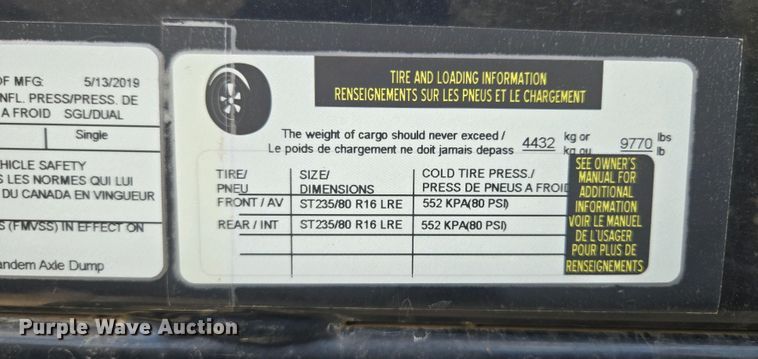 OF MFG: 5/13/2019
NFL. PRESS/PRESS. DE
A FROID SGL/DUAL
Single
HICLE SAFETY
S LES NORMES QUI LUI
DU CANADA EN VINGUEUR
S (FMVSS) IN EFFECT ON
andem Axle Dump
TIRE AND LOADING INFORMATION
RENSEIGNEMENTS SUR LES PNEUS ET LE CHARGEMENT
The weight of cargo should never exceed / kg or lbs
Le poids de chargement ne doit jamais depass 4432 kg ou 9770 lb
TIRE/ SIZE/ COLD TIRE PRESS./
PNEU DIMENSIONS PRESS DE PNEUS A FROID
FRONT / AV ST235/80 R16 LRE 552 KPA(80 PSI)
REAR / INT ST235/80 R16 LRE 552 KPA(80 PSI)
SEE OWNER'S
MANUAL FOR
ADDITIONAL
INFORMATION
VOIR LE MANUEL
DE L'USAGER
POUR PLUS DE
RENSEIGNEMENTS
Purple Wave Auction